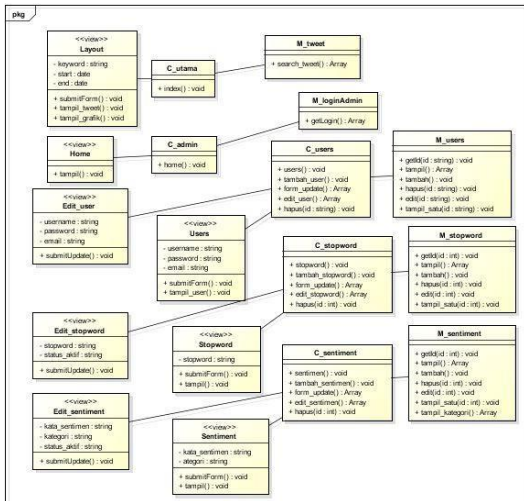 pkg
<<view>>
Layout
- keyword : string
- start : date
- end : date
+ submitForm() : void
+ tampil_tweet() : void
+ tampil_grafik() : void
C_utama
+ index() : void
M_tweet
+ search_tweet() : Array
M_loginAdmin
+ getLogin() : Array
<<view>>
Home
+ tampil() : void
C_admin
+ home() : void
C_users
+ users() : void
+ tambah_user() : void
+ form_update() : Array
+ edit_user() : Array
+ hapus(id : string) : void
M_users
+ getId(id : string) : void
+ tampil() : Array
+ tambah() : void
+ hapus(id : string) : void
+ edit(id : string) : void
+ tampil_satu(id : string) : void
<<view>>
Edit_user
- username : string
- password : string
- email : string
+ submitUpdate() : void
<<view>>
Users
- username : string
- password : string
- email : string
+ submitForm() : void
+ tampil_user() : void
C_stopword
+ stopword() : void
+ tambah_stopword() : void
+ form_update() : Array
+ edit_stopword() : Array
+ hapus(id : int) : void
M_stopword
+ getId(id : int) : void
+ tampil() : Array
+ tambah() : void
+ hapus(id : int) : void
+ edit(id : int) : void
+ tampil_satu(id : int) : void
<<view>>
Edit_stopword
- stopword : string
- status_aktif : string
+ submitUpdate() : void
<<view>>
Stopword
- stopword : string
+ submitForm() : void
+ tampil() : void
C_sentiment
+ sentimen() : void
+ tambah_sentimen() : void
+ form_update() : Array
+ edit_sentimen() : Array
+ hapus(id : int) : void
M_sentiment
+ getId(id : int) : void
+ tampil() : Array
+ tambah() : void
+ hapus(id : int) : void
+ edit(id : int) : void
+ tampil_satu(id : int) : void
+ tampil_kategori() : Array
<<view>>
Edit_sentiment
- kata_sentimen : string
- kategori : string
- status_aktif : string
+ submitUpdate() : void
<<view>>
Sentiment
- kata_sentimen : string
- ategori : string
+ submitForm() : void
+ tampil() : void